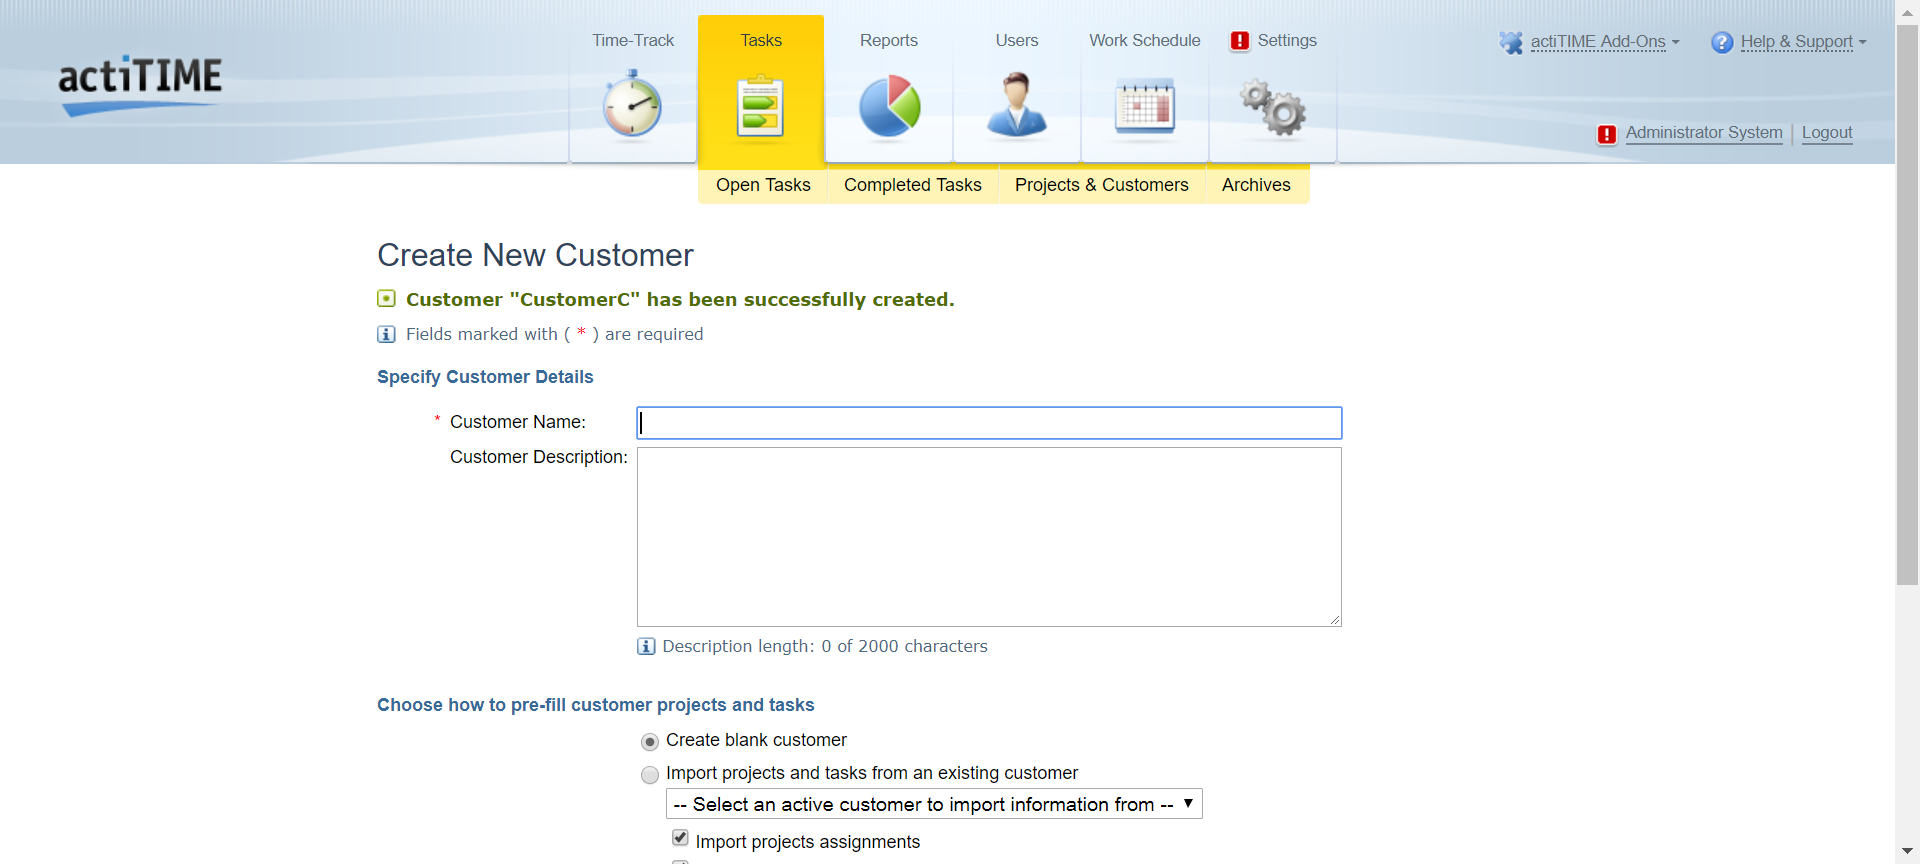 actiTIME
Time-Track
Tasks
Reports
Users
Work Schedule
Settings
actiTIME Add-Ons
Help & Support
Administrator System
Logout
Open Tasks
Completed Tasks
Projects & Customers
Archives
Create New Customer
Customer "CustomerC" has been successfully created.
Fields marked with ( * ) are required
Specify Customer Details
* Customer Name:
Customer Description:
Description length: 0 of 2000 characters
Choose how to pre-fill customer projects and tasks
Create blank customer
Import projects and tasks from an existing customer
-- Select an active customer to import information from --
Import projects assignments